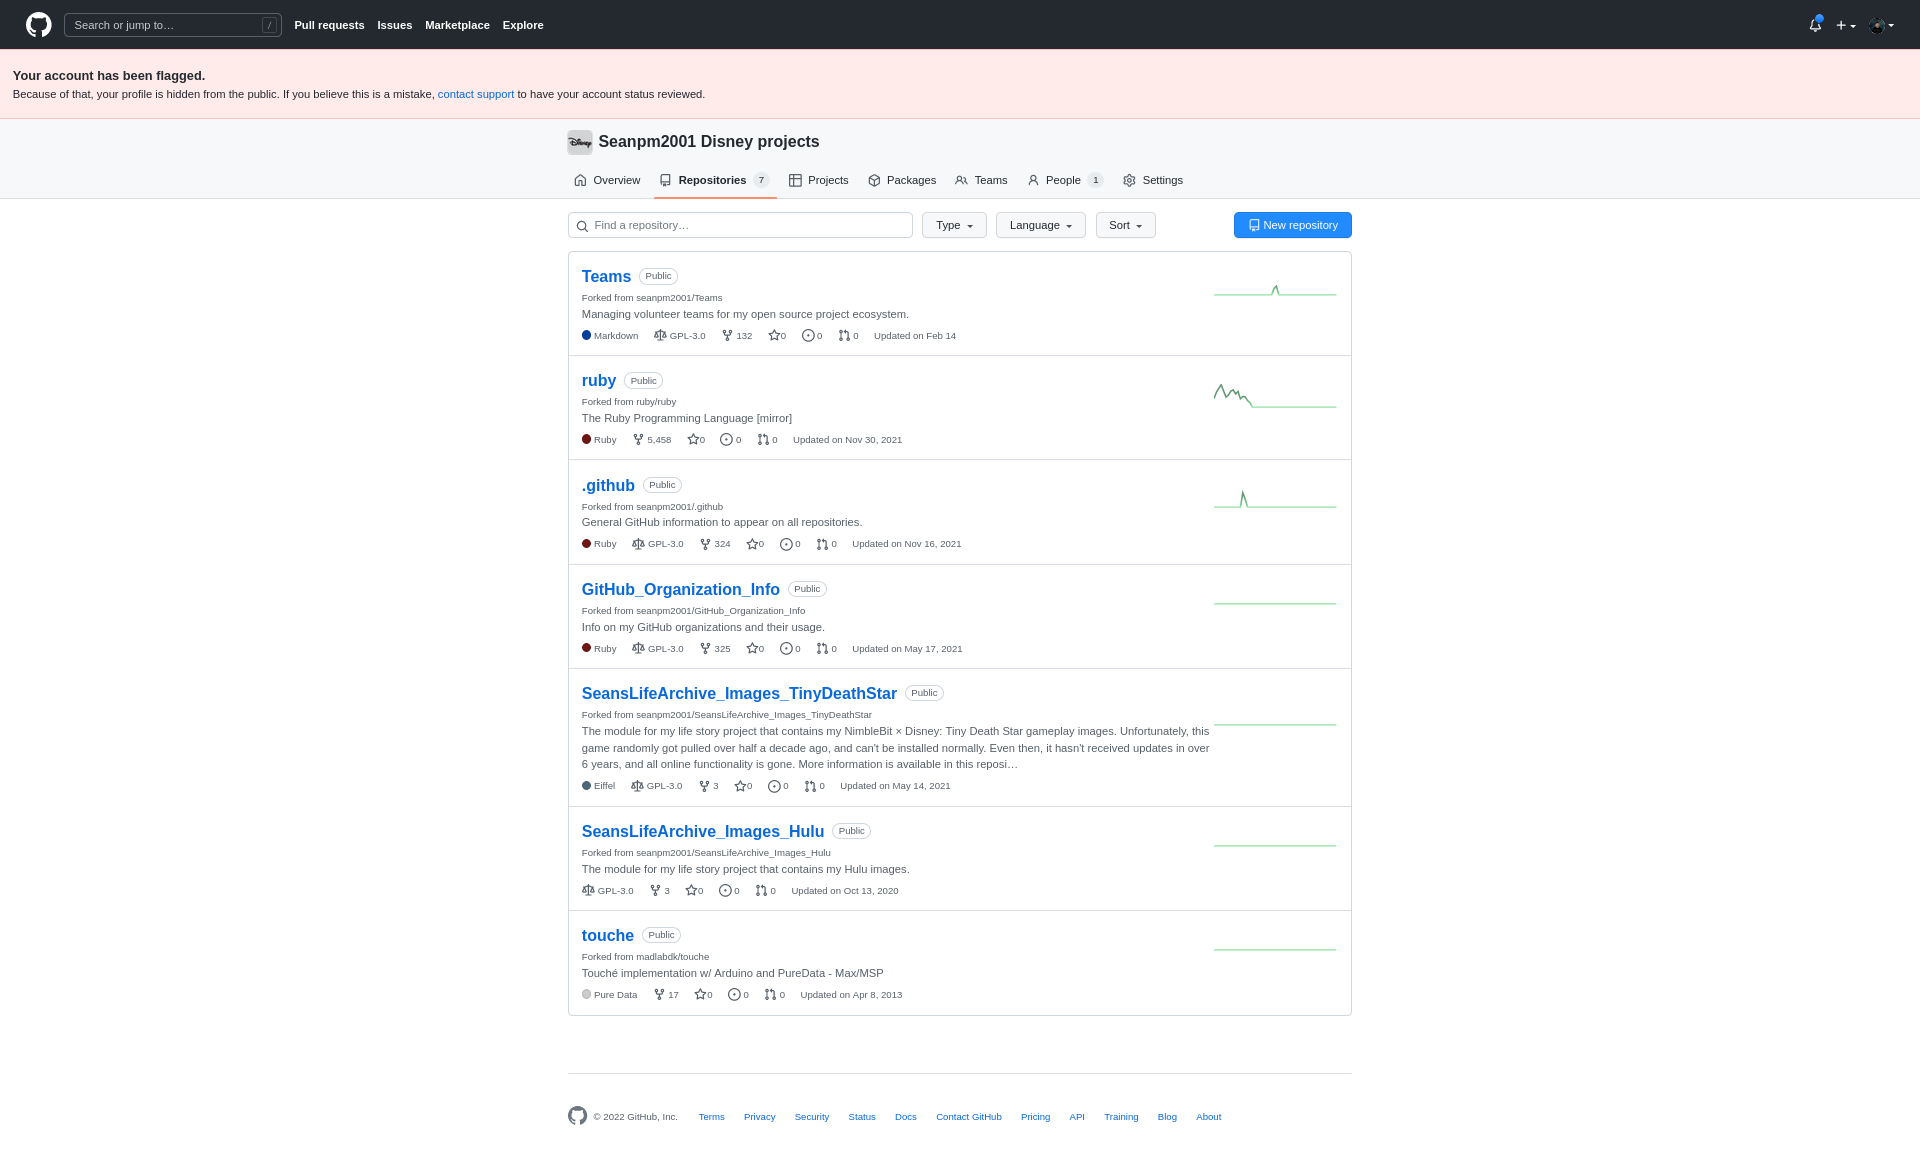 Search or jump to… /
Pull requests Issues Marketplace Explore
Your account has been flagged.
Because of that, your profile is hidden from the public. If you believe this is a mistake, contact support to have your account status reviewed.
Disney Seanpm2001 Disney projects
Overview Repositories 7 Projects Packages Teams People 1 Settings
Find a repository… Type Language Sort New repository
Teams Public
Forked from seanpm2001/Teams
Managing volunteer teams for my open source project ecosystem.
Markdown GPL-3.0 132 0 0 0 Updated on Feb 14
ruby Public
Forked from ruby/ruby
The Ruby Programming Language [mirror]
Ruby 5,458 0 0 0 Updated on Nov 30, 2021
.github Public
Forked from seanpm2001/.github
General GitHub information to appear on all repositories.
Ruby GPL-3.0 324 0 0 0 Updated on Nov 16, 2021
GitHub_Organization_Info Public
Forked from seanpm2001/GitHub_Organization_Info
Info on my GitHub organizations and their usage.
Ruby GPL-3.0 325 0 0 0 Updated on May 17, 2021
SeansLifeArchive_Images_TinyDeathStar Public
Forked from seanpm2001/SeansLifeArchive_Images_TinyDeathStar
The module for my life story project that contains my NimbleBit × Disney: Tiny Death Star gameplay images. Unfortunately, this
game randomly got pulled over half a decade ago, and can't be installed normally. Even then, it hasn't received updates in over
6 years, and all online functionality is gone. More information is available in this reposi…
Eiffel GPL-3.0 3 0 0 0 Updated on May 14, 2021
SeansLifeArchive_Images_Hulu Public
Forked from seanpm2001/SeansLifeArchive_Images_Hulu
The module for my life story project that contains my Hulu images.
GPL-3.0 3 0 0 0 Updated on Oct 13, 2020
touche Public
Forked from madlabdk/touche
Touché implementation w/ Arduino and PureData - Max/MSP
Pure Data 17 0 0 0 Updated on Apr 8, 2013
© 2022 GitHub, Inc. Terms Privacy Security Status Docs Contact GitHub Pricing API Training Blog About